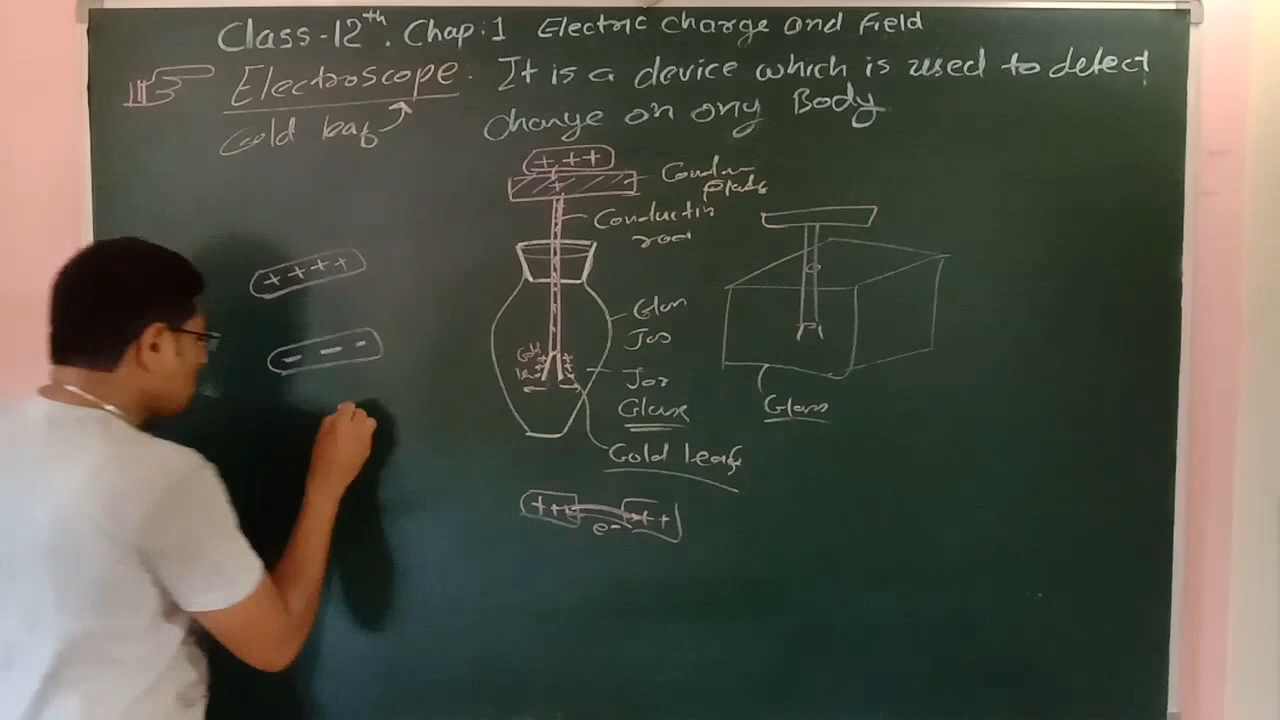 Class-12th. Chap:1 Electric Charge and Field
Electroscope: It is a device which is used to detect
Gold leaf
Charge on any Body
+ + +
+
plate
Conducting
rod
+ + + +
Glass
Jar
- - -
Gold
Jar
Glass
Glass
Gold leaf
+ + +
+ +
e-